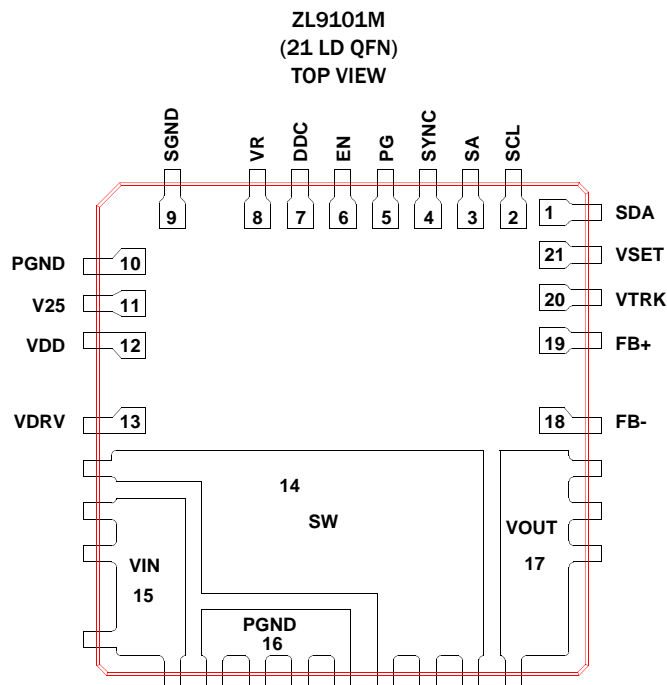 ZL9101M
(21 LD QFN)
TOP VIEW
SGND
VR
DDC
EN
PG
SYNC
SA
SCL
9
8
7
6
5
4
3
2
1
SDA
PGND
10
21
VSET
V25
11
20
VTRK
VDD
12
19
FB+
VDRV
13
18
FB-
14
SW
VOUT
17
VIN
15
PGND
16